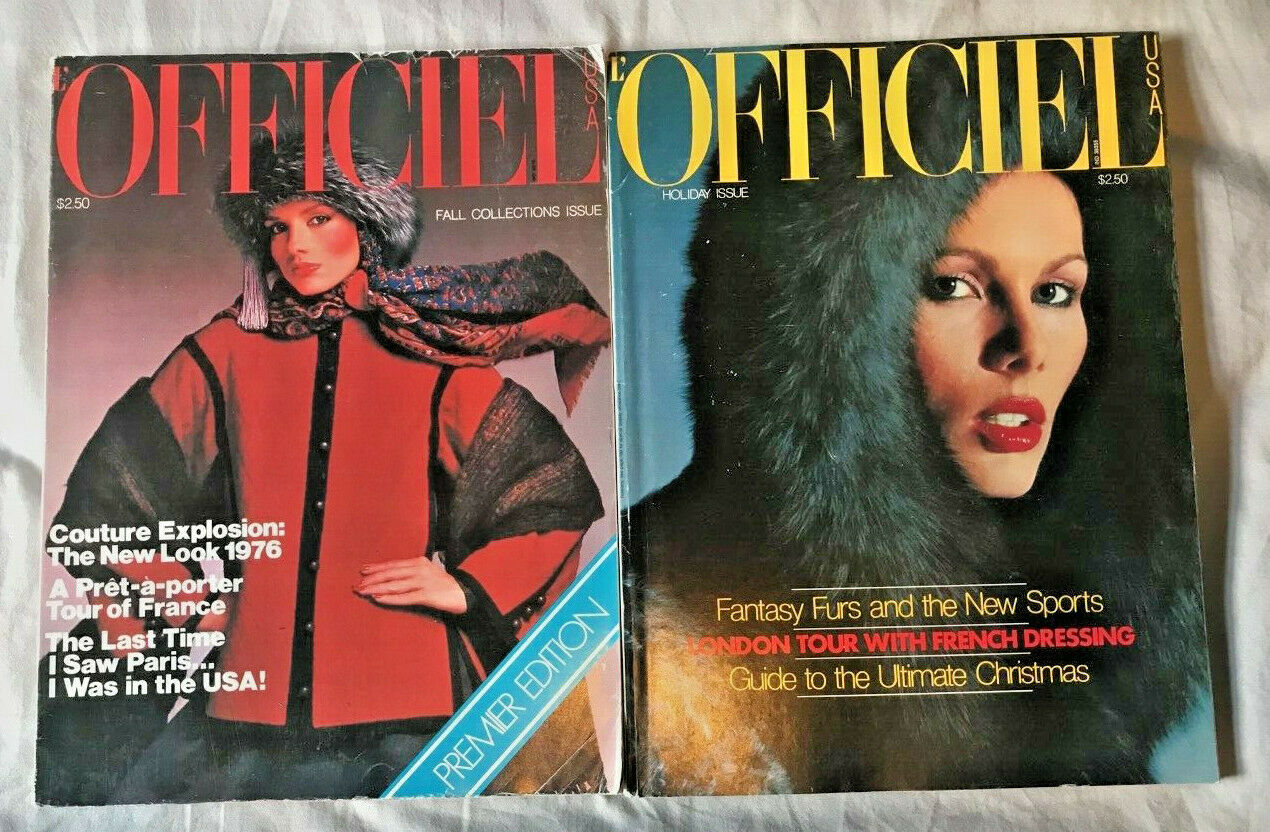 L'OFFICIEL
USA
$2.50
FALL COLLECTIONS ISSUE
Couture Explosion:
The New Look 1976
A Prêt-à-porter
Tour of France
The Last Time
I Saw Paris...
I Was in the USA!
PREMIER EDITION
L'OFFICIEL
USA
HOLIDAY ISSUE
$2.50
Fantasy Furs and the New Sports
LONDON TOUR WITH FRENCH DRESSING
Guide to the Ultimate Christmas